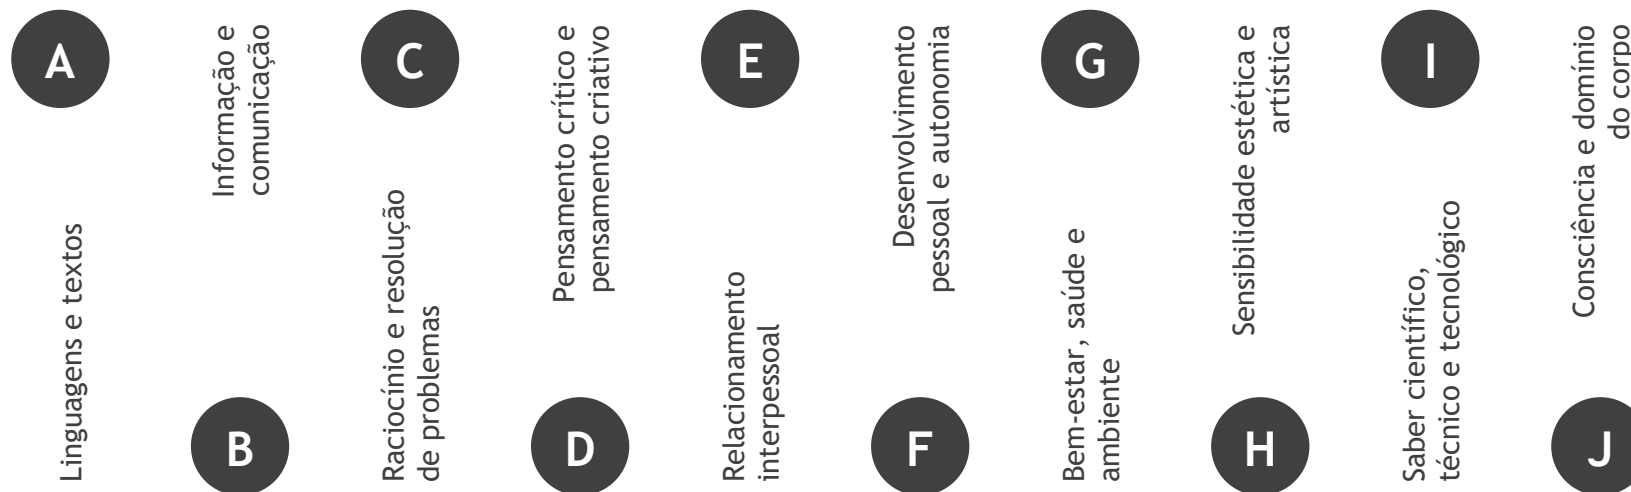 A
Linguagens e textos
B
Informação e
comunicação
C
Raciocínio e resolução
de problemas
D
Pensamento crítico e
pensamento criativo
E
Relacionamento
interpessoal
F
Desenvolvimento
pessoal e autonomia
G
Bem-estar, saúde e
ambiente
H
Sensibilidade estética e
artística
I
Saber científico,
técnico e tecnológico
J
Consciência e domínio
do corpo